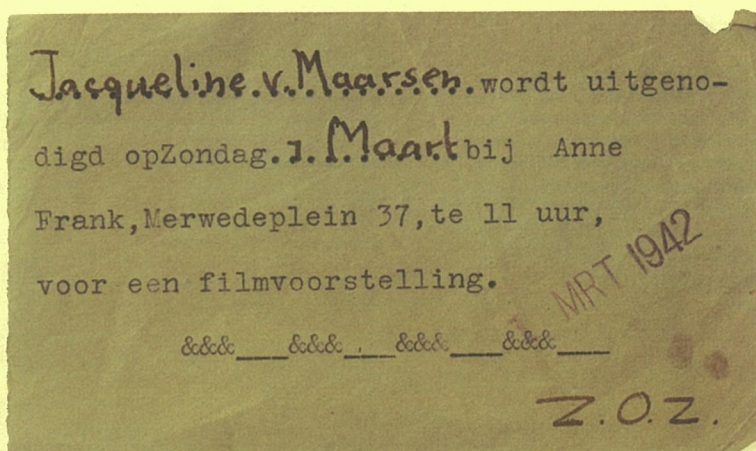 Jacqueline.v.Maarsen.wordt uitgeno-
digd opZondag.1.Maart bij Anne
Frank,Merwedeplein 37,te 11 uur,
voor een filmvoorstelling.
MRT 1942
&&&___&&&___&&&___&&&___
Z.O.Z.